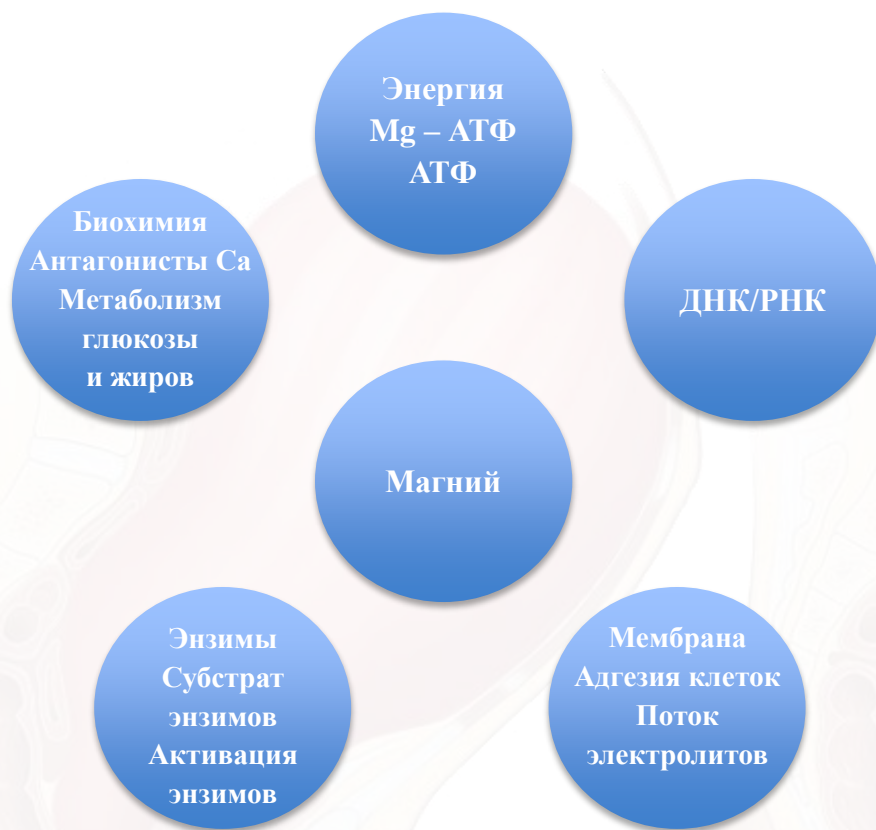 Энергия
Mg – АТФ
АТФ
Биохимия
Антагонисты Ca
Метаболизм
глюкозы
и жиров
ДНК/РНК
Магний
Энзимы
Субстрат
энзимов
Активация
энзимов
Мембрана
Адгезия клеток
Поток
электролитов